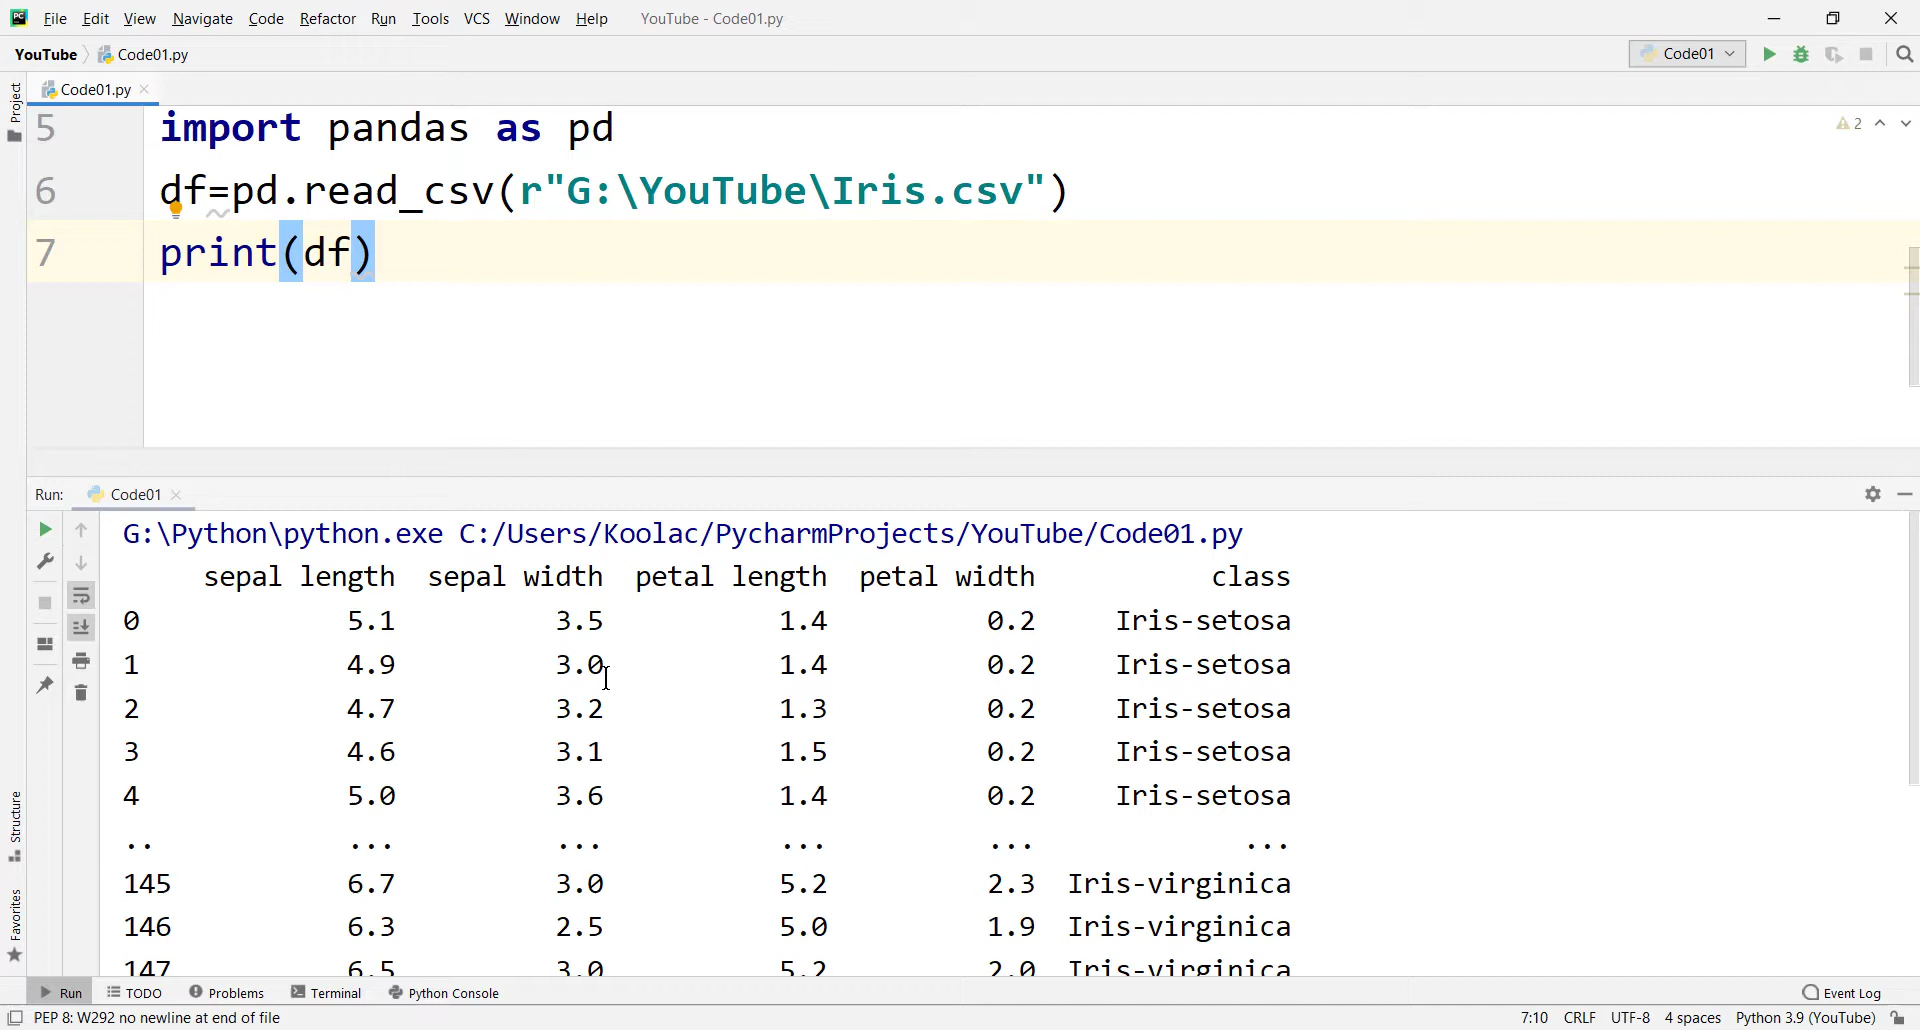 File Edit View Navigate Code Refactor Run Tools VCS Window Help YouTube - Code01.py
YouTube Code01.py Code01
Project
Code01.py
5 import pandas as pd
2
6 df=pd.read_csv(r"G:\YouTube\Iris.csv")
7 print(df)
Run: Code01
G:\Python\python.exe C:/Users/Koolac/PycharmProjects/YouTube/Code01.py
sepal length sepal width petal length petal width class
0 5.1 3.5 1.4 0.2 Iris-setosa
1 4.9 3.0 1.4 0.2 Iris-setosa
2 4.7 3.2 1.3 0.2 Iris-setosa
3 4.6 3.1 1.5 0.2 Iris-setosa
4 5.0 3.6 1.4 0.2 Iris-setosa
.. ... ... ... ... ...
145 6.7 3.0 5.2 2.3 Iris-virginica
146 6.3 2.5 5.0 1.9 Iris-virginica
147 6.5 3.0 5.2 2.0 Iris-virginica
Structure
Favorites
Run TODO Problems Terminal Python Console Event Log
PEP 8: W292 no newline at end of file 7:10 CRLF UTF-8 4 spaces Python 3.9 (YouTube)